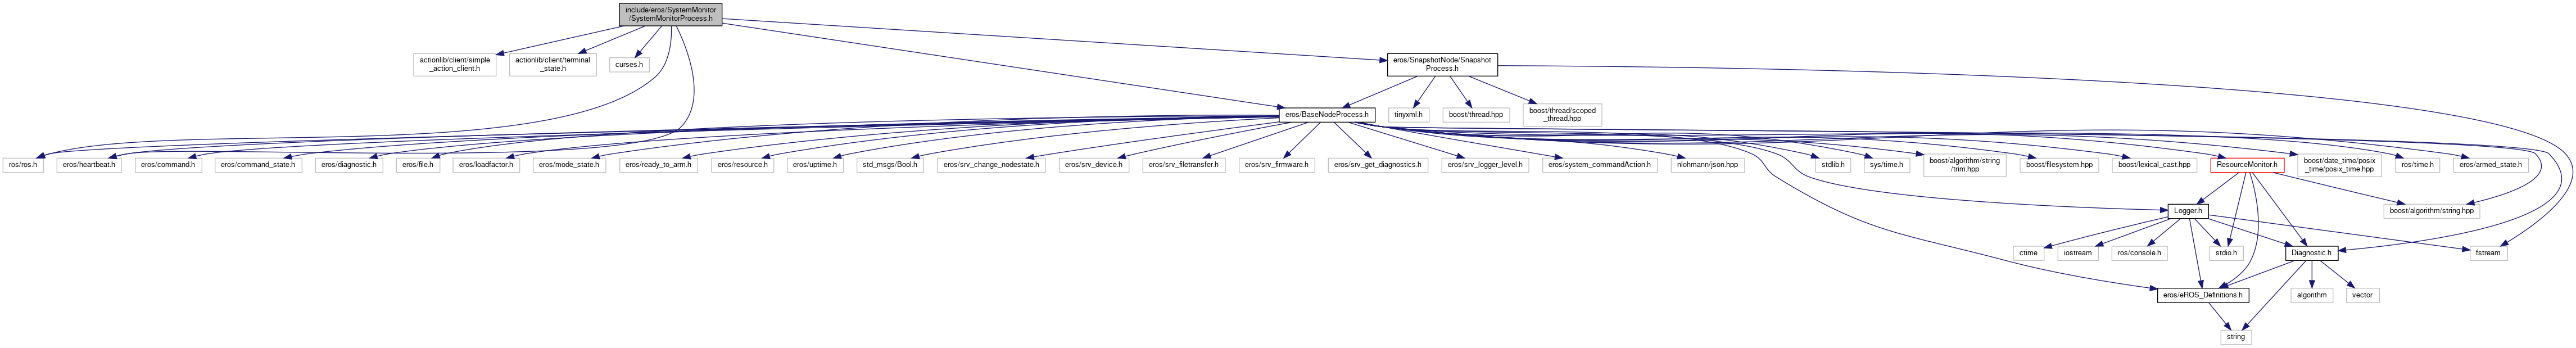 include/eros/SystemMonitor
/SystemMonitorProcess.h
actionlib/client/simple
_action_client.h
actionlib/client/terminal
_state.h
curses.h
eros/SnapshotNode/Snapshot
Process.h
eros/BaseNodeProcess.h
tinyxml.h
boost/thread.hpp
boost/thread/scoped
_thread.hpp
ros/ros.h
eros/heartbeat.h
eros/command.h
eros/command_state.h
eros/diagnostic.h
eros/file.h
eros/loadfactor.h
eros/mode_state.h
eros/ready_to_arm.h
eros/resource.h
eros/uptime.h
std_msgs/Bool.h
eros/srv_change_nodestate.h
eros/srv_device.h
eros/srv_filetransfer.h
eros/srv_firmware.h
eros/srv_get_diagnostics.h
eros/srv_logger_level.h
eros/system_commandAction.h
nlohmann/json.hpp
stdlib.h
sys/time.h
boost/algorithm/string
/trim.hpp
boost/filesystem.hpp
boost/lexical_cast.hpp
ResourceMonitor.h
boost/date_time/posix
_time/posix_time.hpp
ros/time.h
eros/armed_state.h
Logger.h
boost/algorithm/string.hpp
ctime
iostream
ros/console.h
stdio.h
Diagnostic.h
fstream
eros/eROS_Definitions.h
algorithm
vector
string